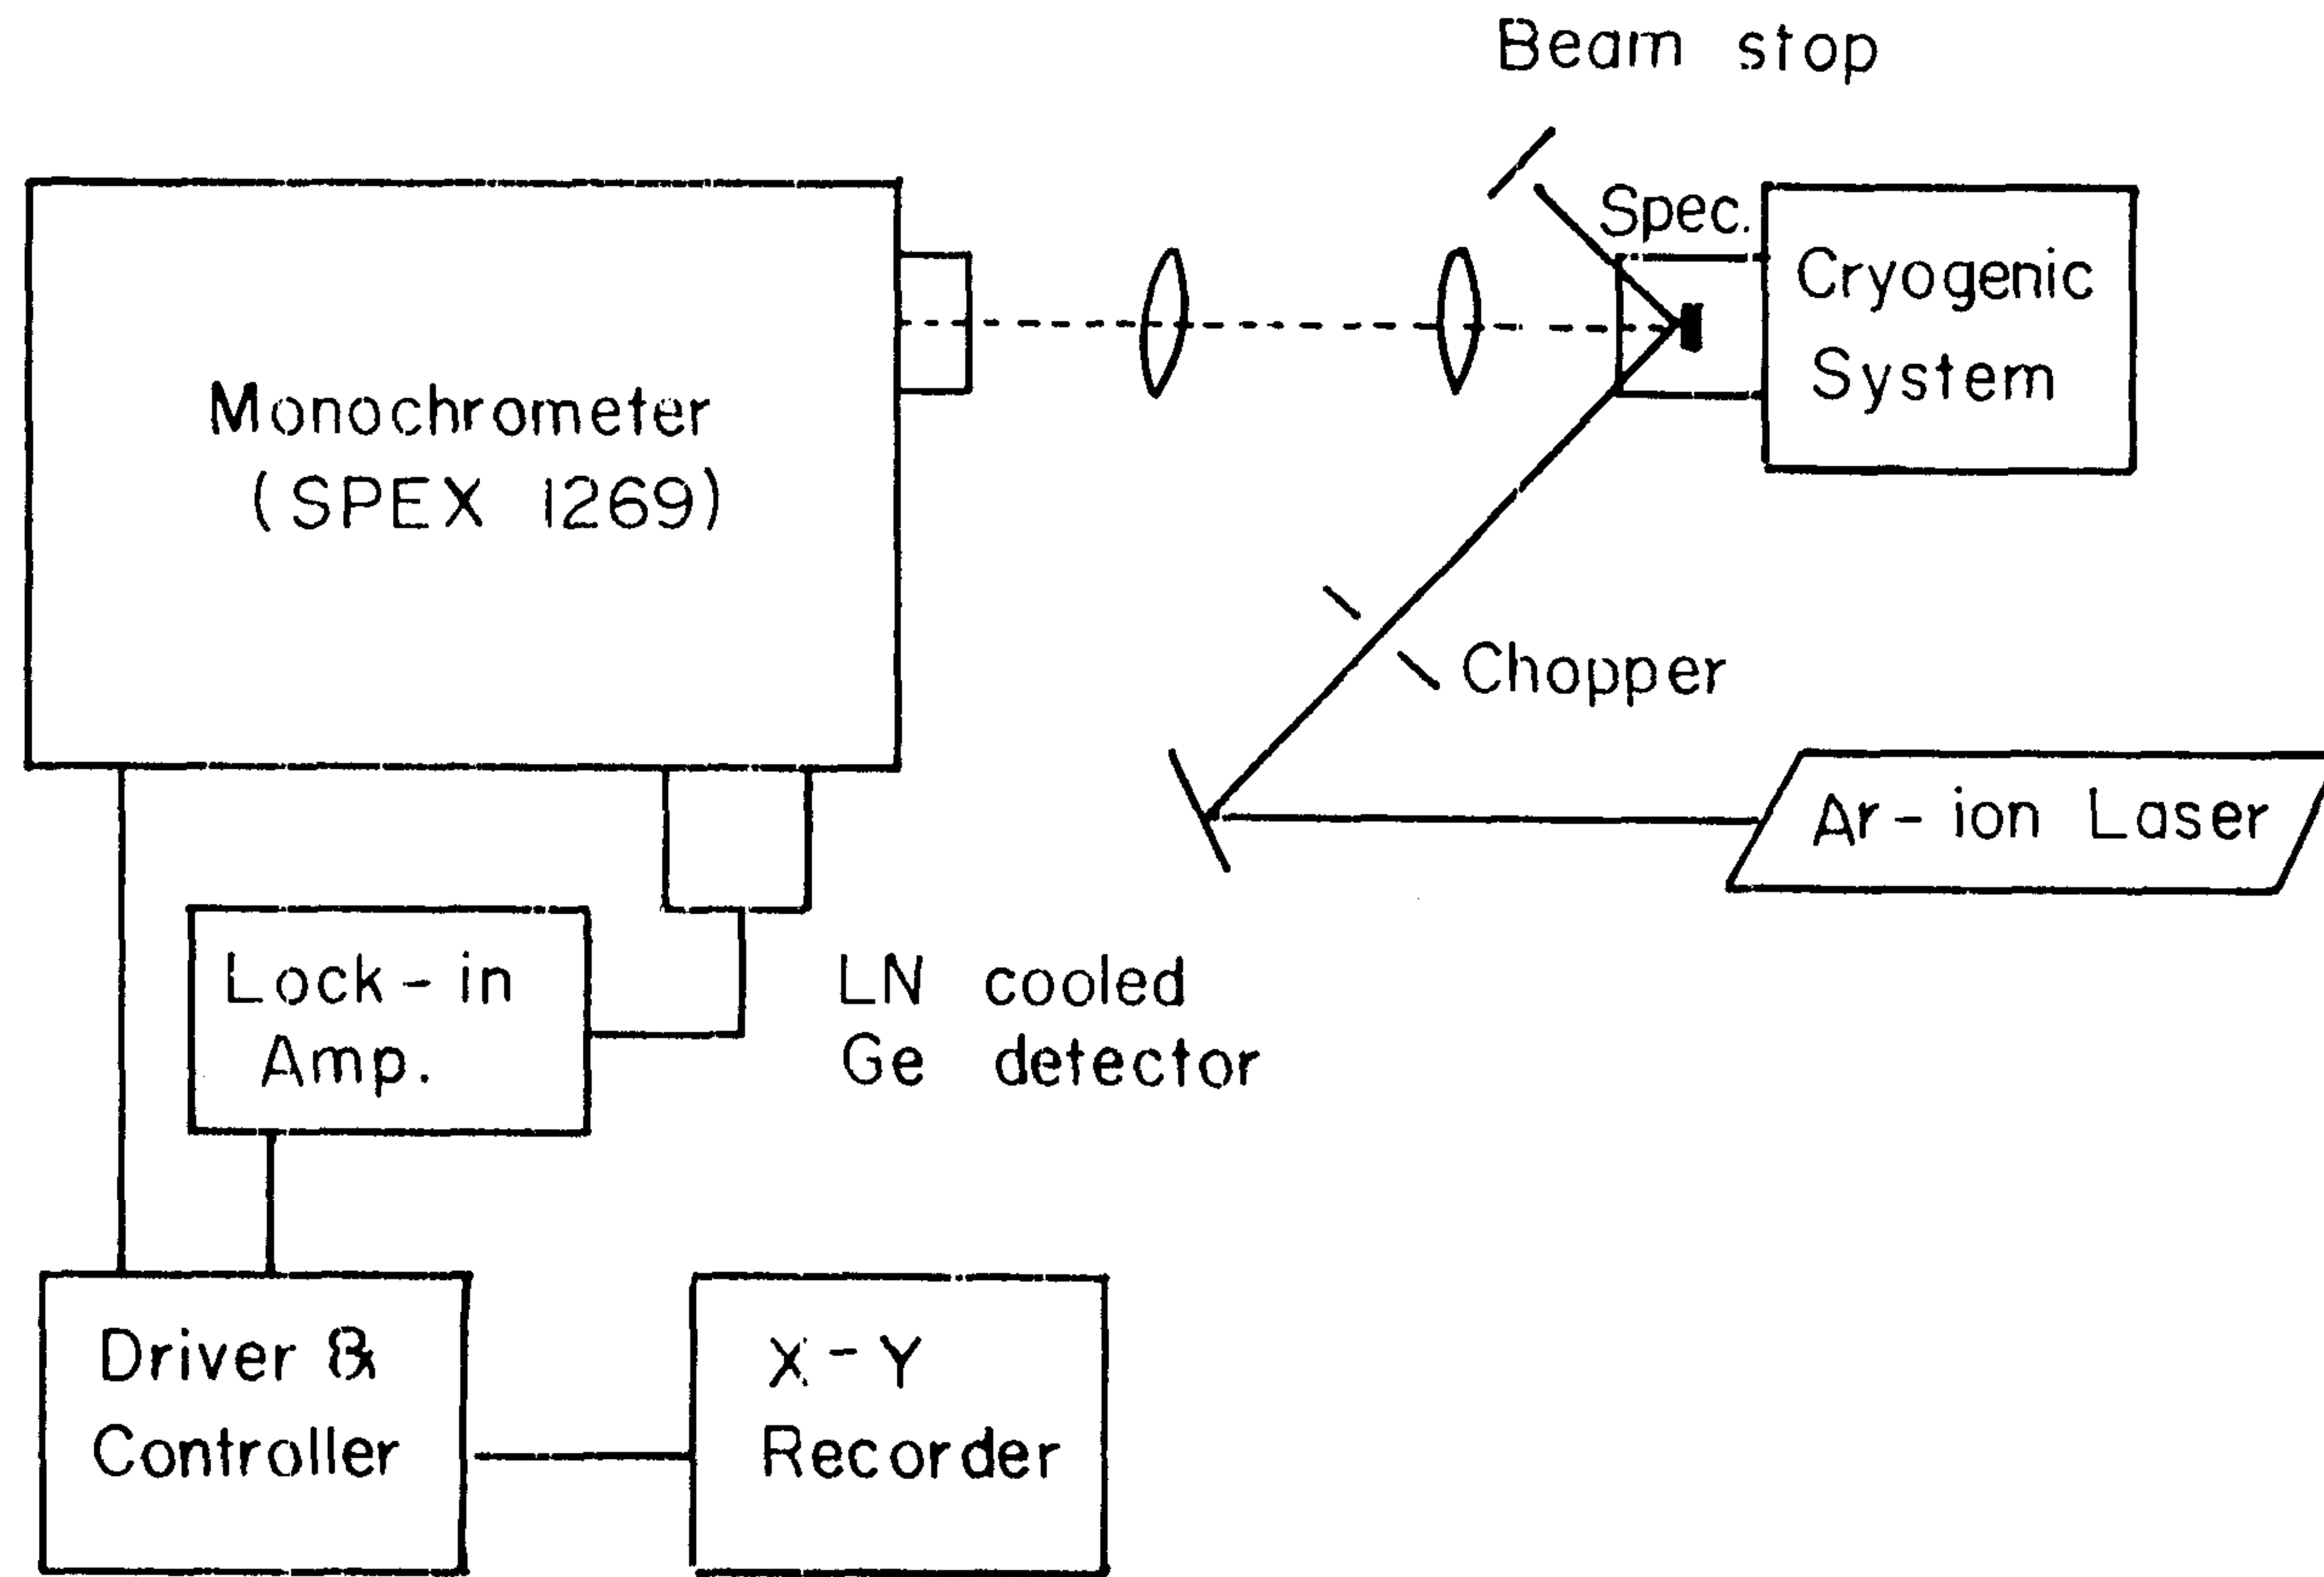 Beam stop
Spec.
Cryogenic
System
Monochrometer
(SPEX 1269)
Chopper
Ar-ion Laser
Lock-in
Amp.
LN cooled
Ge detector
Driver &
Controller
X-Y
Recorder